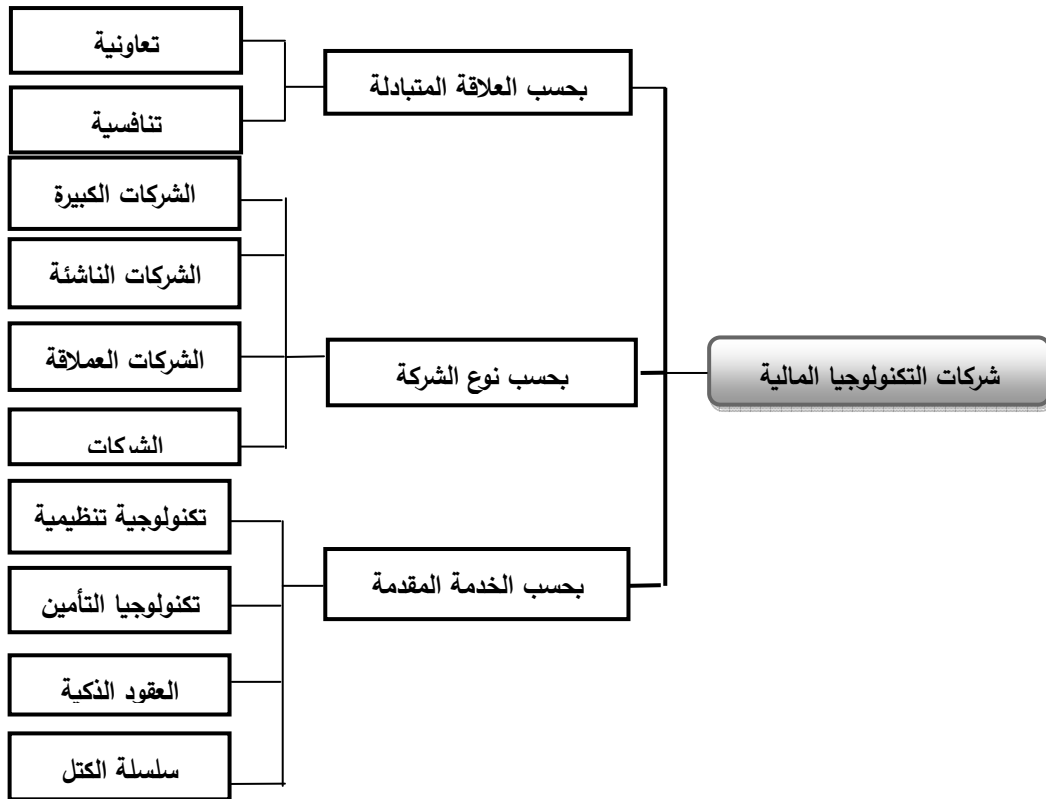 شركات التكنولوجيا المالية
بحسب العلاقة المتبادلة
تعاونية
تنافسية
بحسب نوع الشركة
الشركات الكبيرة
الشركات الناشئة
الشركات العملاقة
الشركات
بحسب الخدمة المقدمة
تكنولوجية تنظيمية
تكنولوجيا التأمين
العقود الذكية
سلسلة الكتل